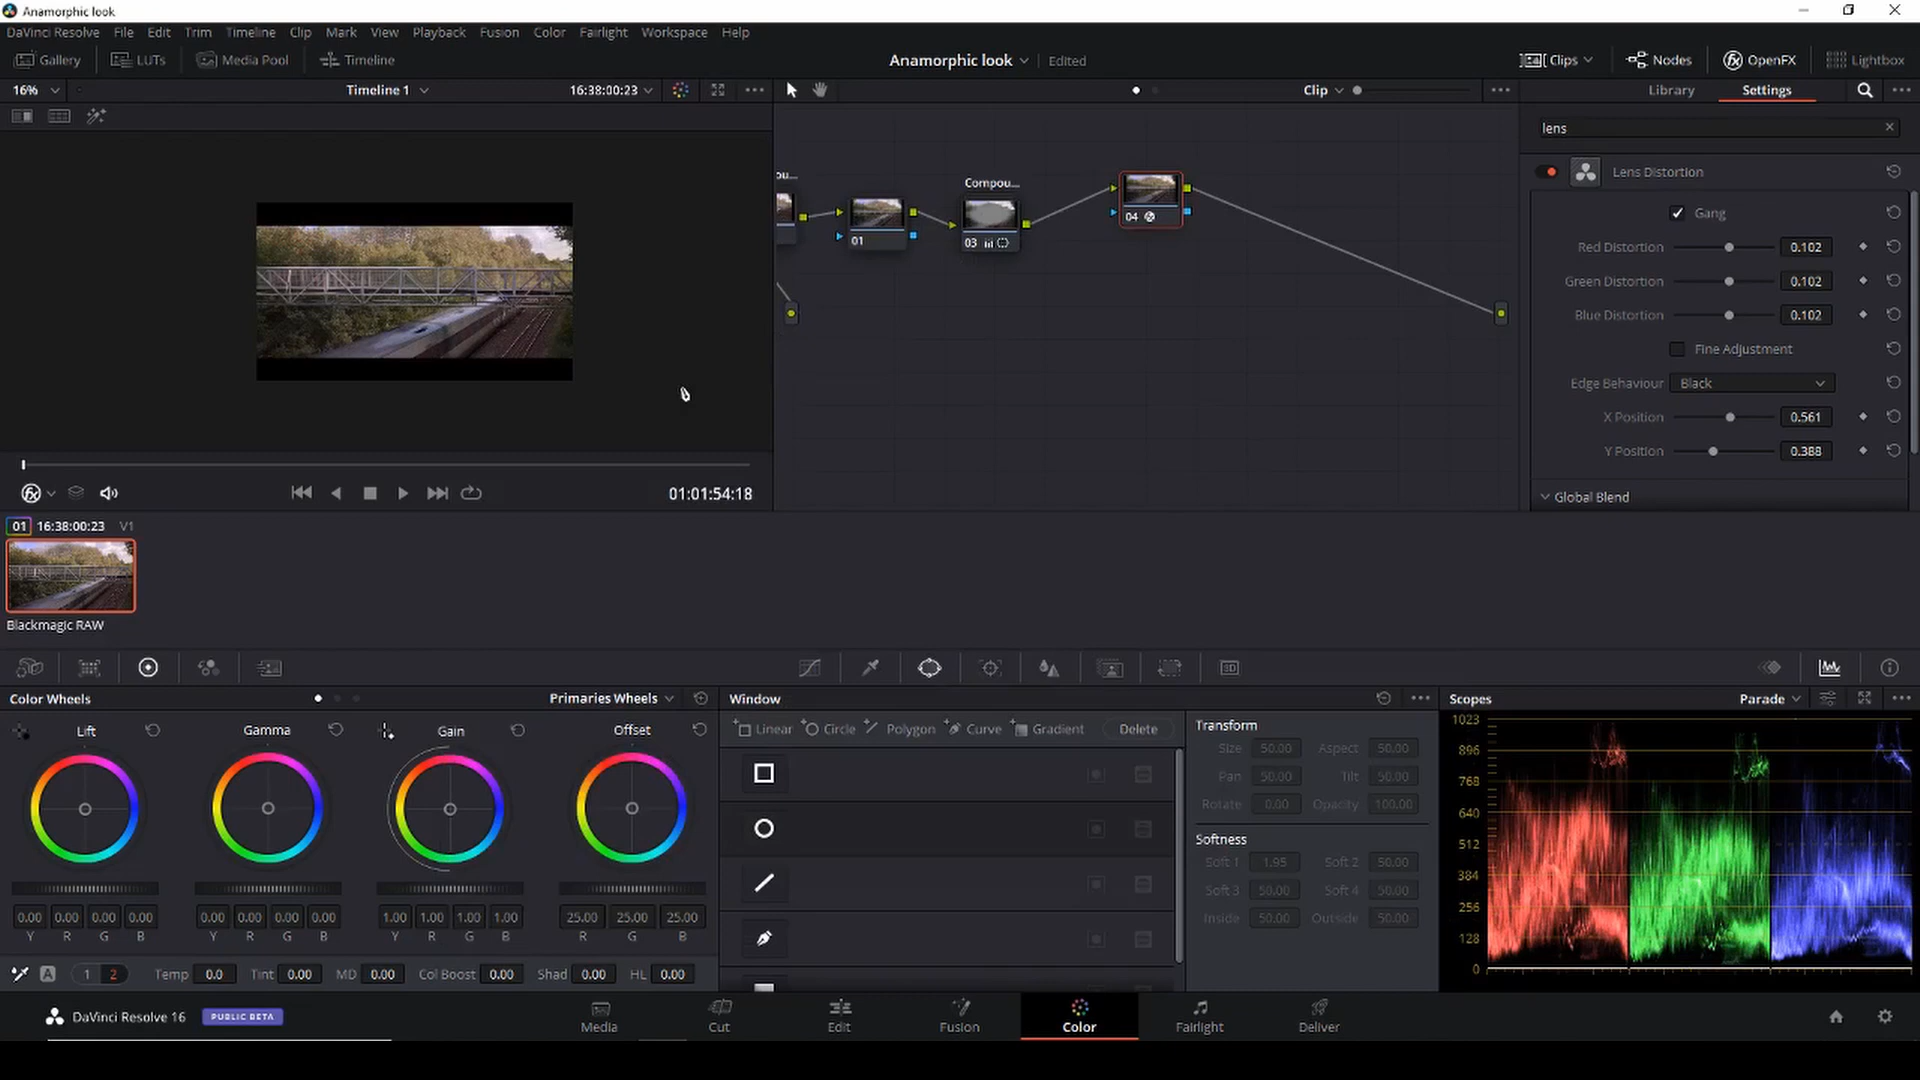 Anamorphic look
DaVinci Resolve File Edit Trim Timeline Clip Mark View Playback Fusion Color Fairlight Workspace Help
Gallery LUTs Media Pool Timeline Anamorphic look Edited Clips Nodes OpenFX Lightbox
16% Timeline 1 16:38:00:23 Clip Library Settings
lens
Lens Distortion
Gang
Red Distortion 0.102
Green Distortion 0.102
Blue Distortion 0.102
Fine Adjustment
Edge Behaviour Black
X Position 0.561
Y Position 0.388
Global Blend
ou...
01
Compou...
03
04
01:01:54:18
01 16:38:00:23 V1
Blackmagic RAW
Color Wheels Primaries Wheels
Lift Gamma Gain Offset
0.00 0.00 0.00 0.00 0.00 0.00 0.00 0.00 1.00 1.00 1.00 1.00 25.00 25.00 25.00
Y R G B Y R G B Y R G B R G B
A 1 2 Temp 0.0 Tint 0.00 MD 0.00 Col Boost 0.00 Shad 0.00 HL 0.00
Window
Linear Circle Polygon Curve Gradient Delete
Transform
Size 50.00 Aspect 50.00
Pan 50.00 Tilt 50.00
Rotate 0.00 Opacity 100.00
Softness
Soft 1 1.95 Soft 2 50.00
Soft 3 50.00 Soft 4 50.00
Inside 50.00 Outside 50.00
Scopes Parade
1023
896
768
640
512
384
256
128
0
DaVinci Resolve 16 PUBLIC BETA
Media Cut Edit Fusion Color Fairlight Deliver